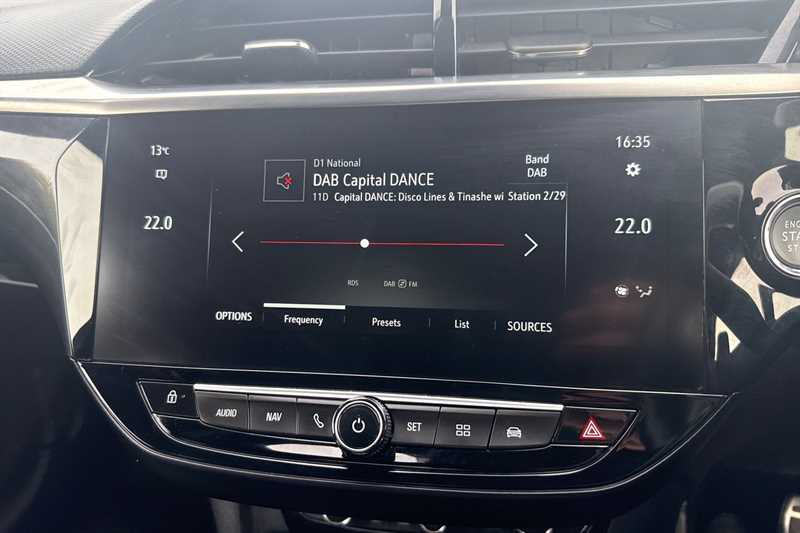 13°C
D1 National
16:35
Band
DAB
DAB Capital DANCE
11D Capital DANCE: Disco Lines & Tinashe wi Station 2/29
22.0
22.0
RDS
DAB FM
OPTIONS
Frequency
Presets
List
SOURCES
AUDIO
NAV
SET